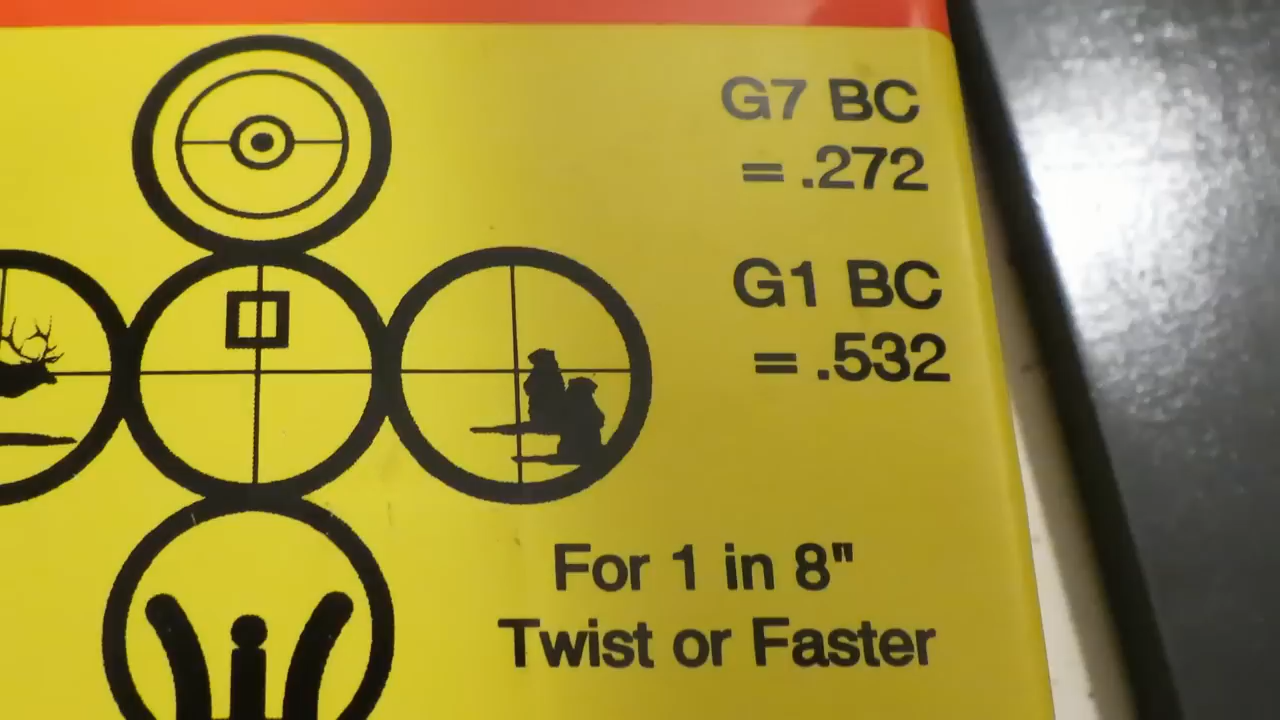 G7 BC
= .272
G1 BC
= .532
For 1 in 8"
Twist or Faster